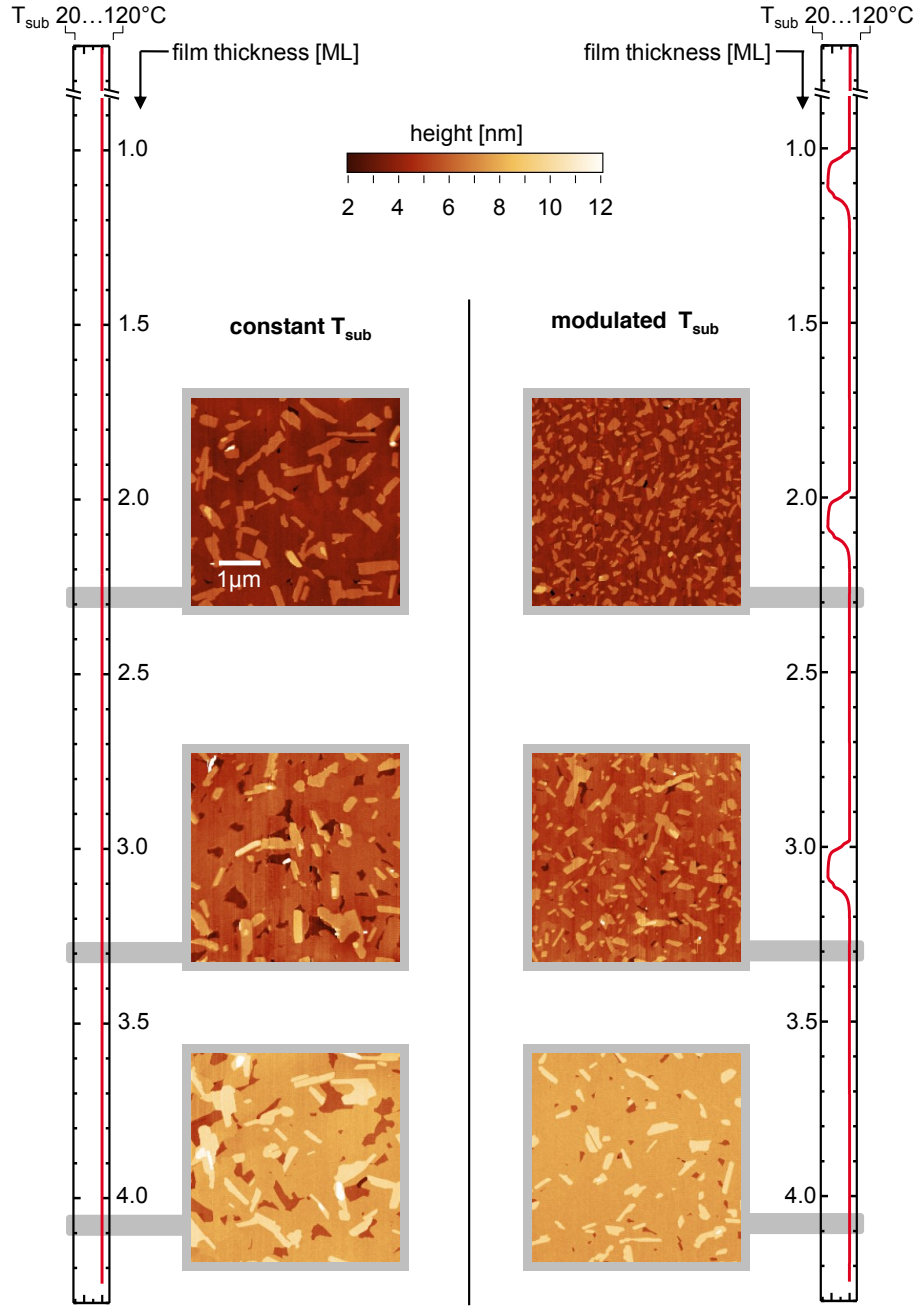 T_sub 20...120°C
T_sub 20...120°C
film thickness [ML]
film thickness [ML]
height [nm]
2 4 6 8 10 12
constant T_sub
modulated T_sub
1.0
1.5
2.0
2.5
3.0
3.5
4.0
1µm
1.0
1.5
2.0
2.5
3.0
3.5
4.0